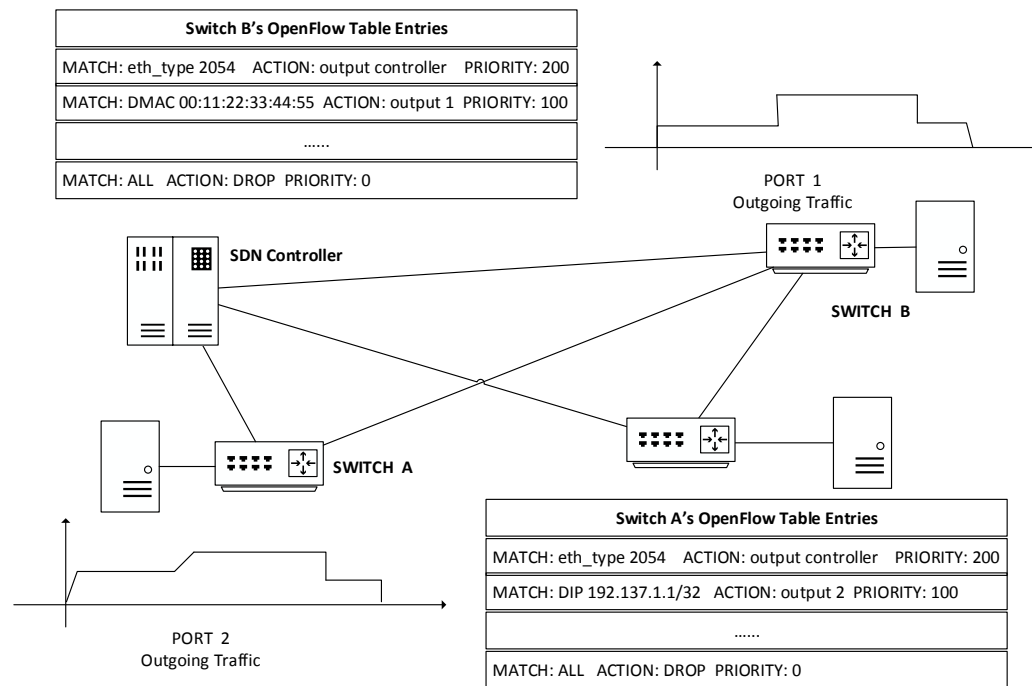 Switch B's OpenFlow Table Entries
MATCH: eth_type 2054 ACTION: output controller PRIORITY: 200
MATCH: DMAC 00:11:22:33:44:55 ACTION: output 1 PRIORITY: 100
......
MATCH: ALL ACTION: DROP PRIORITY: 0
PORT 1
Outgoing Traffic
SDN Controller
SWITCH B
SWITCH A
Switch A's OpenFlow Table Entries
MATCH: eth_type 2054 ACTION: output controller PRIORITY: 200
MATCH: DIP 192.137.1.1/32 ACTION: output 2 PRIORITY: 100
......
MATCH: ALL ACTION: DROP PRIORITY: 0
PORT 2
Outgoing Traffic